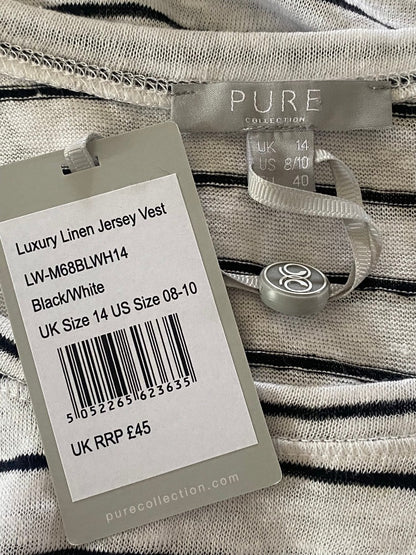 PURE
COLLECTION
UK 14
US 8/10
40
Luxury Linen Jersey Vest
LW-M68BLWH14
Black/White
UK Size 14 US Size 08-10
5 052265 623635
UK RRP £45
purecollection.com